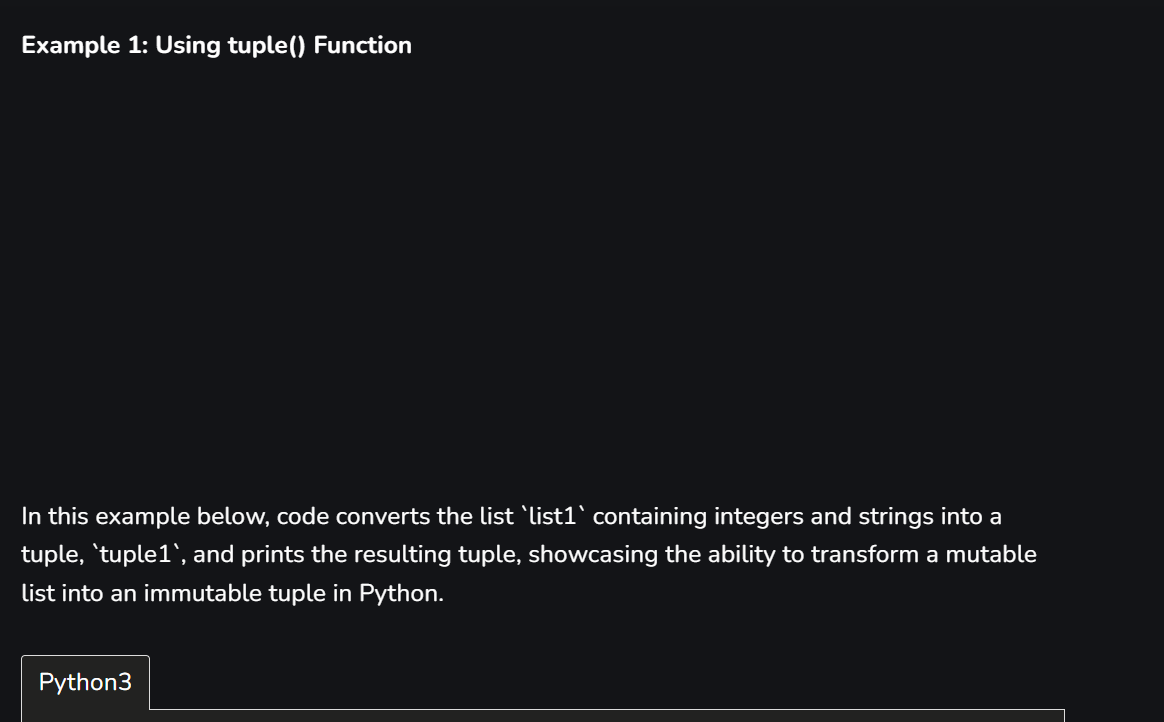 Example 1: Using tuple() Function
In this example below, code converts the list `list1` containing integers and strings into a
tuple, `tuple1`, and prints the resulting tuple, showcasing the ability to transform a mutable
list into an immutable tuple in Python.
Python3